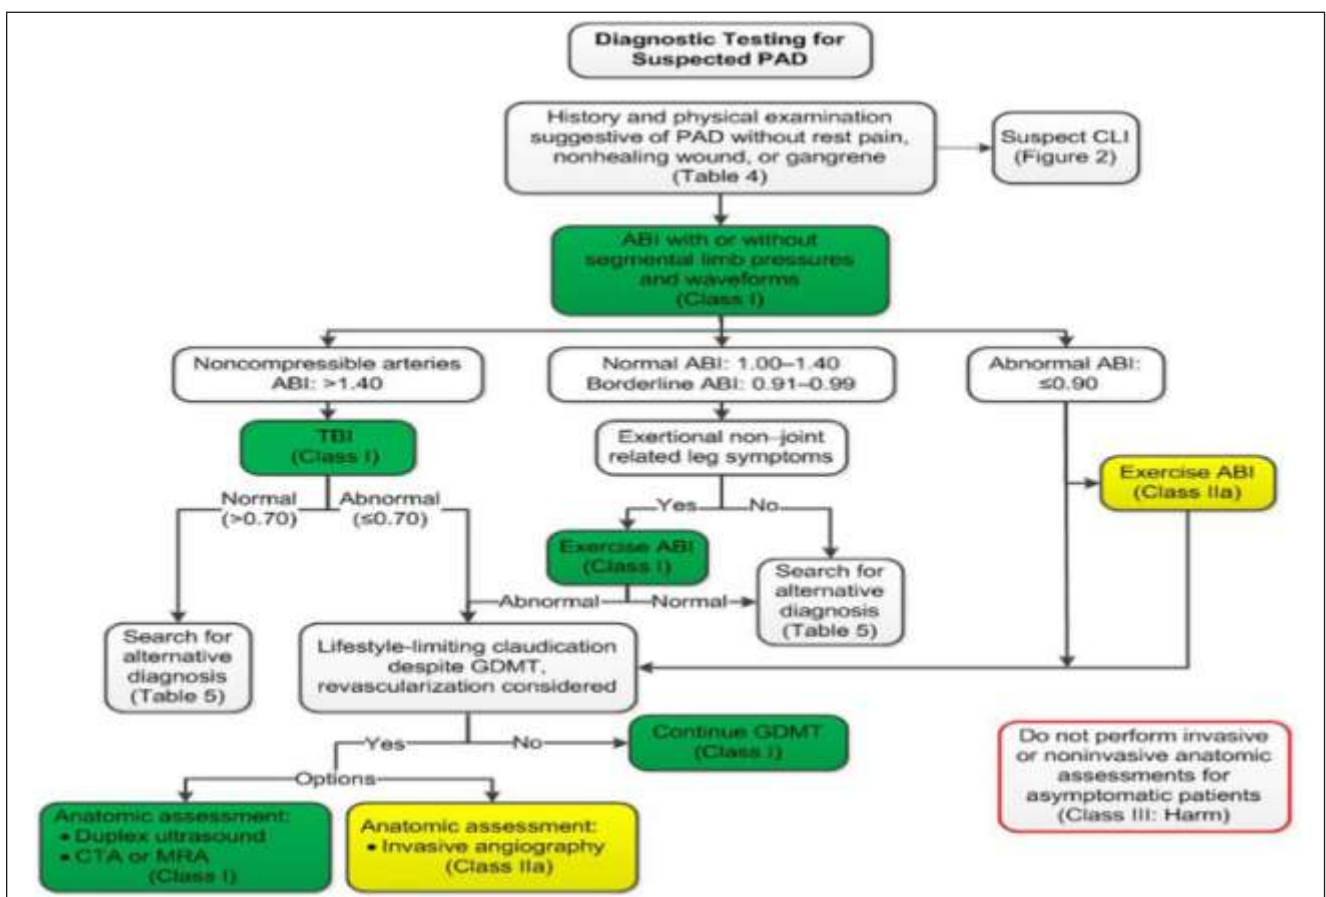 Diagnostic Testing for
Suspected PAD
History and physical examination
suggestive of PAD without rest pain,
nonhealing wound, or gangrene
(Table 4)
Suspect CLI
(Figure 2)
ABI with or without
segmental limb pressures
and waveforms
(Class I)
Noncompressible arteries
ABI: >1.40
Normal ABI: 1.00–1.40
Borderline ABI: 0.91–0.99
Abnormal ABI:
≤0.90
TBI
(Class I)
Exertional non–joint
related leg symptoms
Exercise ABI
(Class IIa)
Normal
(>0.70)
Abnormal
(≤0.70)
Yes
No
Exercise ABI
(Class I)
Search for
alternative
diagnosis
(Table 5)
Abnormal
Normal
Search for
alternative
diagnosis
(Table 5)
Lifestyle-limiting claudication
despite GDMT,
revascularization considered
Yes
No
Continue GDMT
(Class I)
Do not perform invasive
or noninvasive anatomic
assessments for
asymptomatic patients
(Class III: Harm)
Options
Anatomic assessment:
• Duplex ultrasound
• CTA or MRA
(Class I)
Anatomic assessment:
• Invasive angiography
(Class IIa)